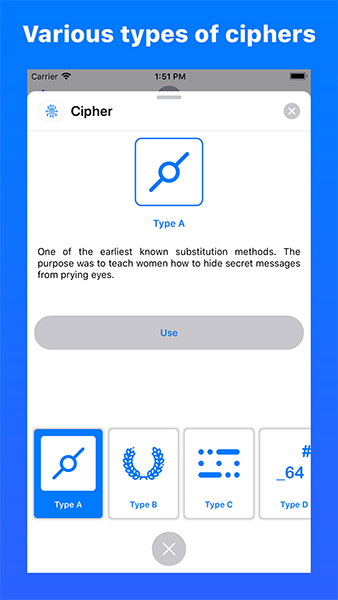 Various types of ciphers
Carrier 1:51 PM
Cipher
Type A
One of the earliest known substitution methods. The
purpose was to teach women how to hide secret messages
from prying eyes.
Use
#
_64
Type A Type B Type C Type D